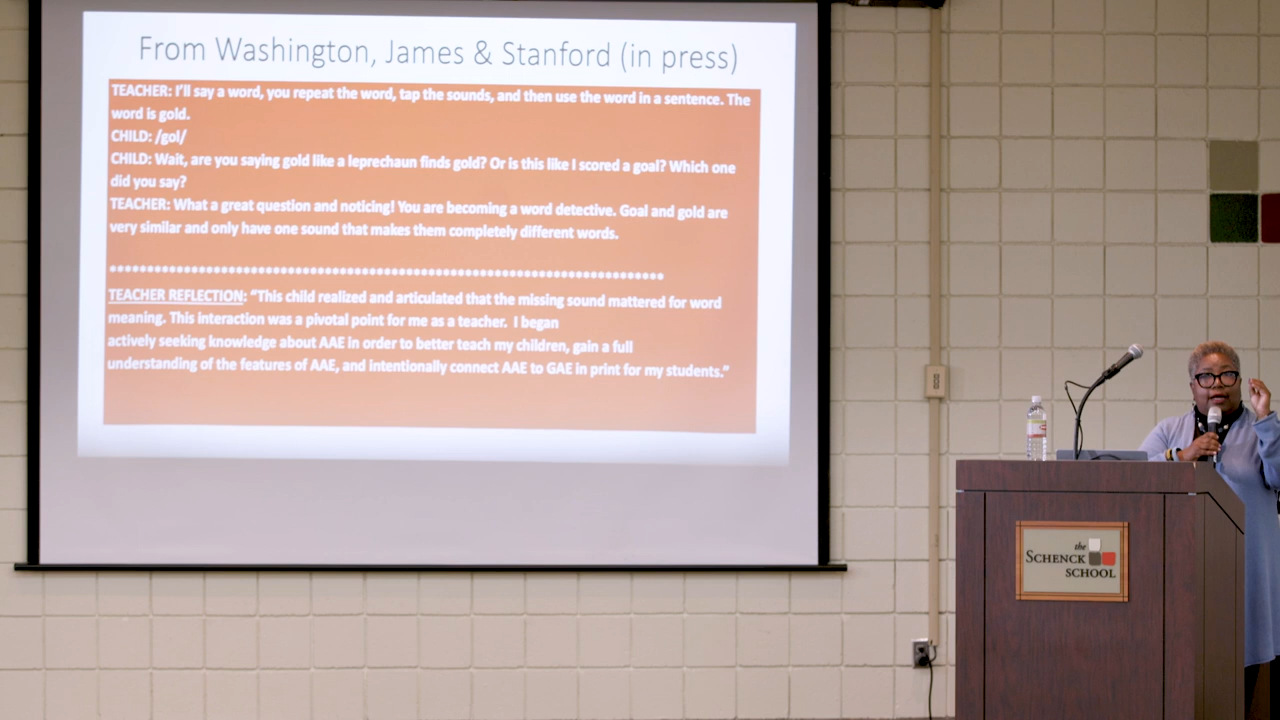 From Washington, James & Stanford (in press)
TEACHER: I'll say a word, you repeat the word, tap the sounds, and then use the word in a sentence. The
word is gold.
CHILD: /gol/
CHILD: Wait, are you saying gold like a leprechaun finds gold? Or is this like I scored a goal? Which one
did you say?
TEACHER: What a great question and noticing! You are becoming a word detective. Goal and gold are
very similar and only have one sound that makes them completely different words.
TEACHER REFLECTION: “This child realized and articulated that the missing sound mattered for word
meaning. This interaction was a pivotal point for me as a teacher. I began
actively seeking knowledge about AAE in order to better teach my children, gain a full
understanding of the features of AAE, and intentionally connect AAE to GAE in print for my students.”
the
SCHENCK
SCHOOL